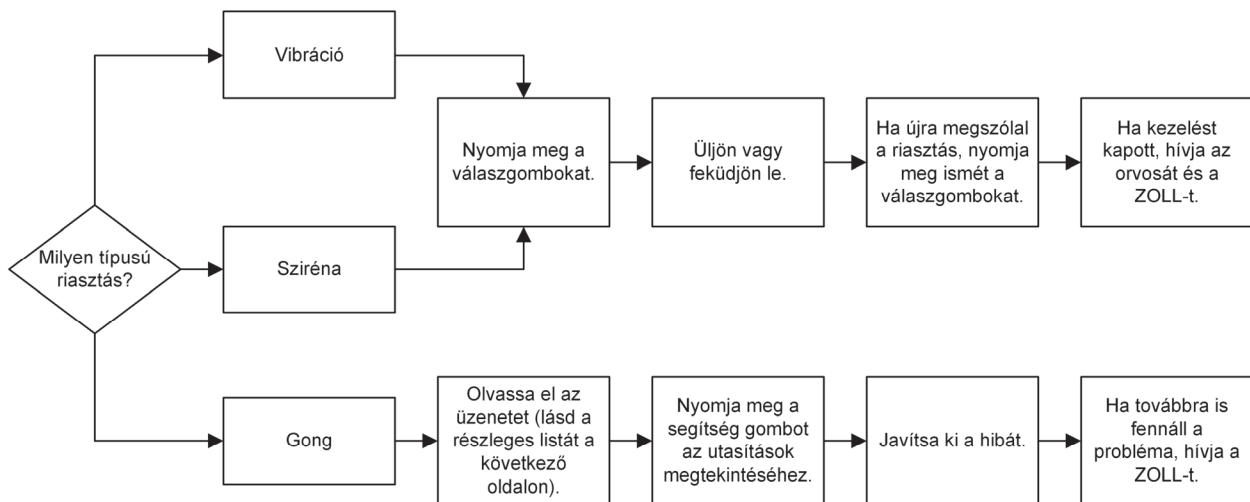 Milyen típusú
riasztás?
Vibráció
Sziréna
Nyomja meg a
válaszgombokat.
Üljön vagy
feküdjön le.
Ha újra megszólal
a riasztás, nyomja
meg ismét a
válaszgombokat.
Ha kezelést
kapott, hívja az
orvosát és a
ZOLL-t.
Gong
Olvassa el az
üzenetet (lásd a
részleges listát a
következő
oldalon).
Nyomja meg a
segítség gombot
az utasítások
megtekintéséhez.
Javítsa ki a hibát.
Ha továbbra is
fennáll a
probléma, hívja a
ZOLL-t.